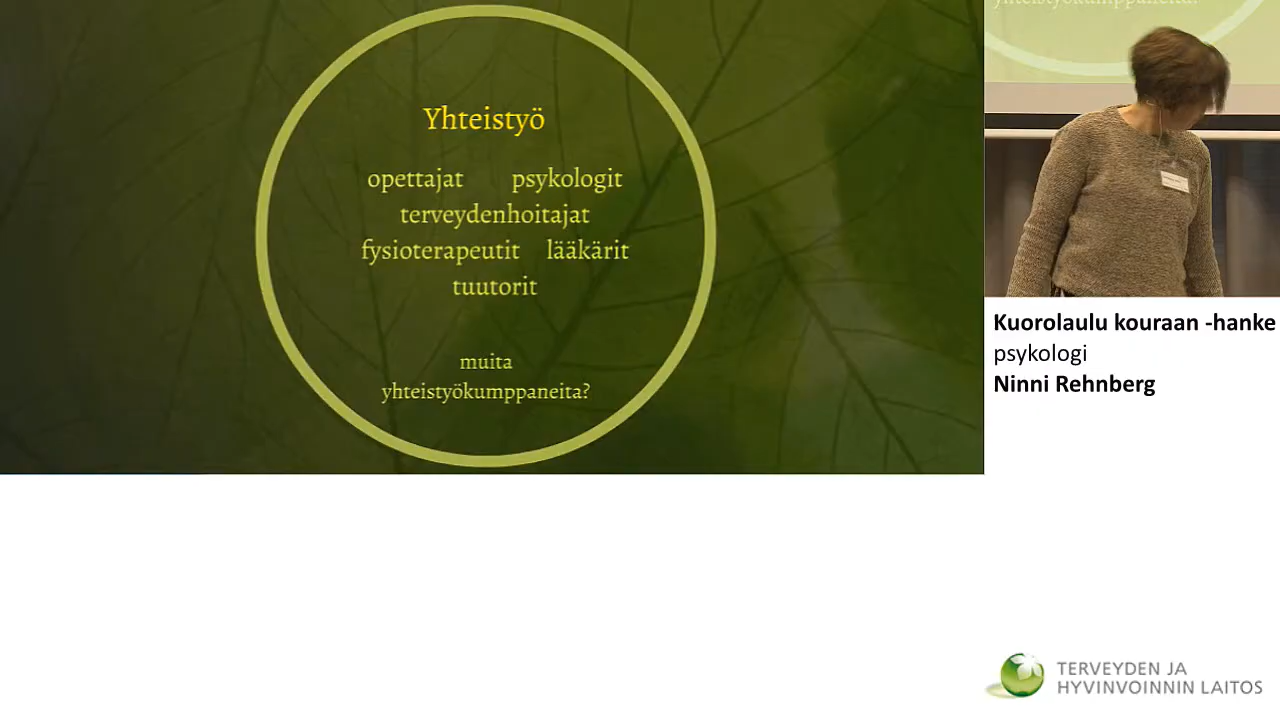 Yhteistyö
opettajat psykologit
terveydenhoitajat
fysioterapeutit lääkärit
tuutorit
muita
yhteistyökumppaneita?
yhteistyökumppaneita?
Kuorolaulu kouraan -hanke
psykologi
Ninni Rehnberg
TERVEYDEN JA
HYVINVOINNIN LAITOS